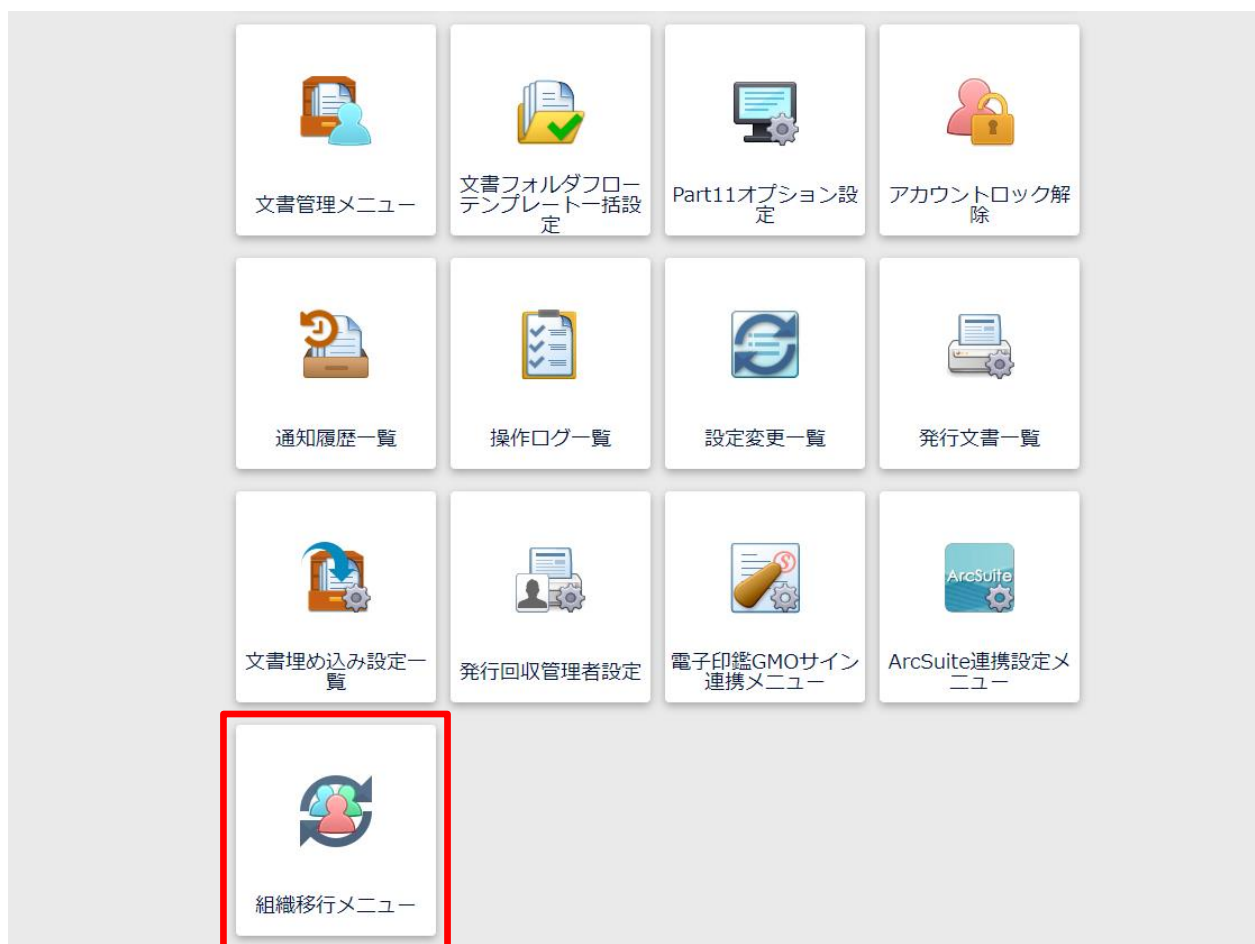 文書管理メニュー
文書フォルダフロー
テンプレート一括設
定
Part11オプション設
定
アカウントロック解
除
通知履歴一覧
操作ログ一覧
設定変更一覧
発行文書一覧
文書埋め込み設定一
覧
発行回収管理者設定
電子印鑑GMOサイン
連携メニュー
ArcSuite
ArcSuite連携設定メ
ニュー
組織移行メニュー